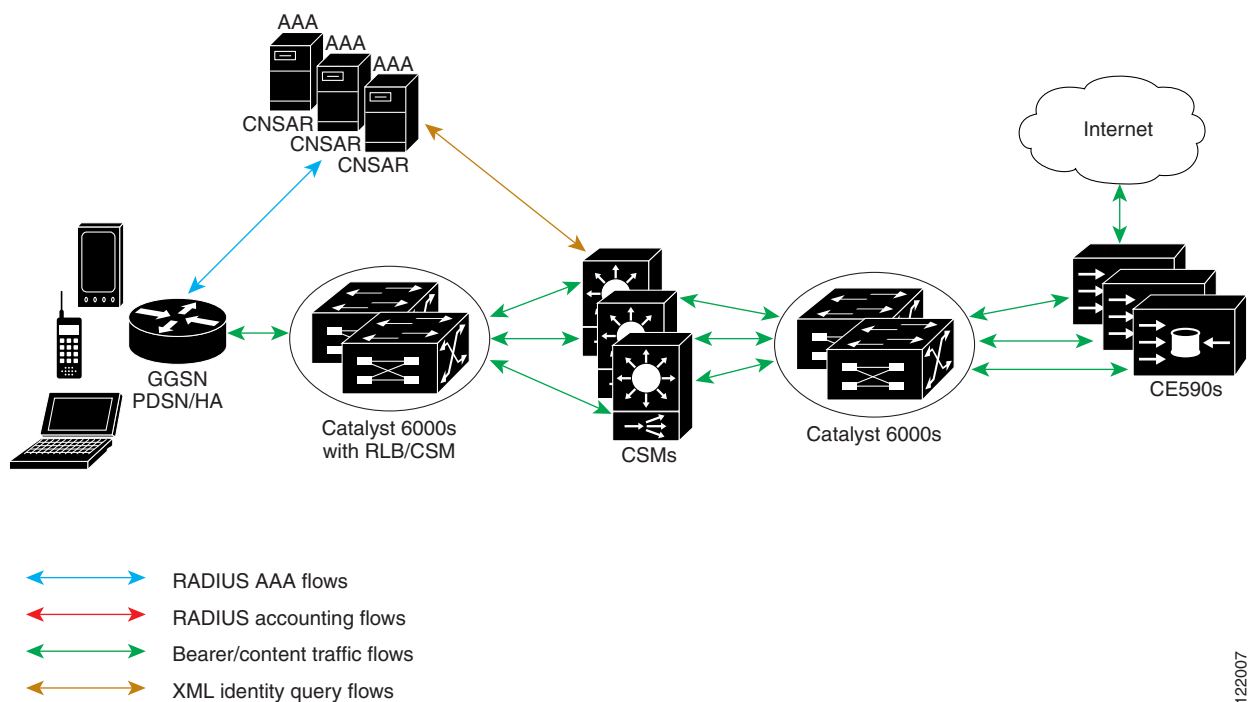 AAA
AAA
AAA
CNSAR
CNSAR
CNSAR
Internet
GGSN
PDSN/HA
Catalyst 6000s
with RLB/CSM
CSMs
Catalyst 6000s
CE590s
RADIUS AAA flows
RADIUS accounting flows
Bearer/content traffic flows
XML identity query flows
122007